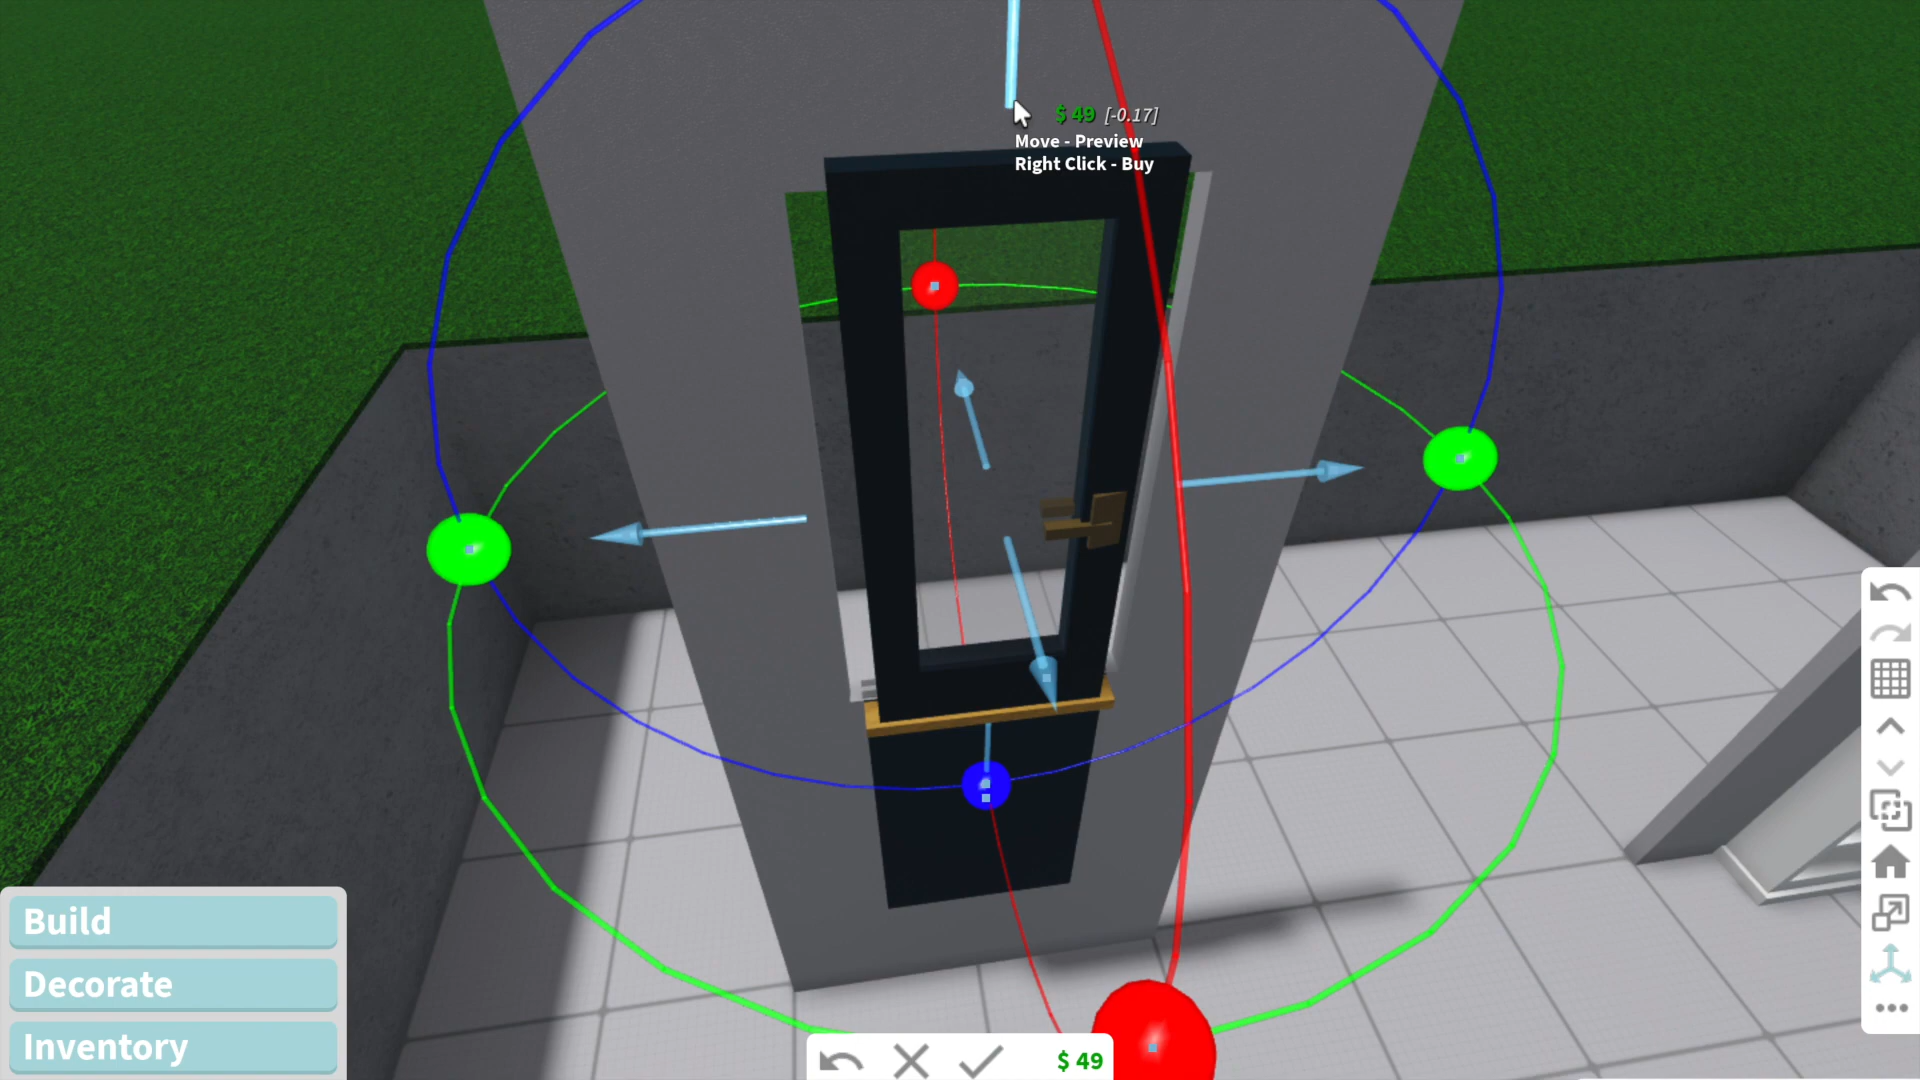 $ 49 [-0.17]
Move - Preview
Right Click - Buy
Build
Decorate
Inventory
$ 49